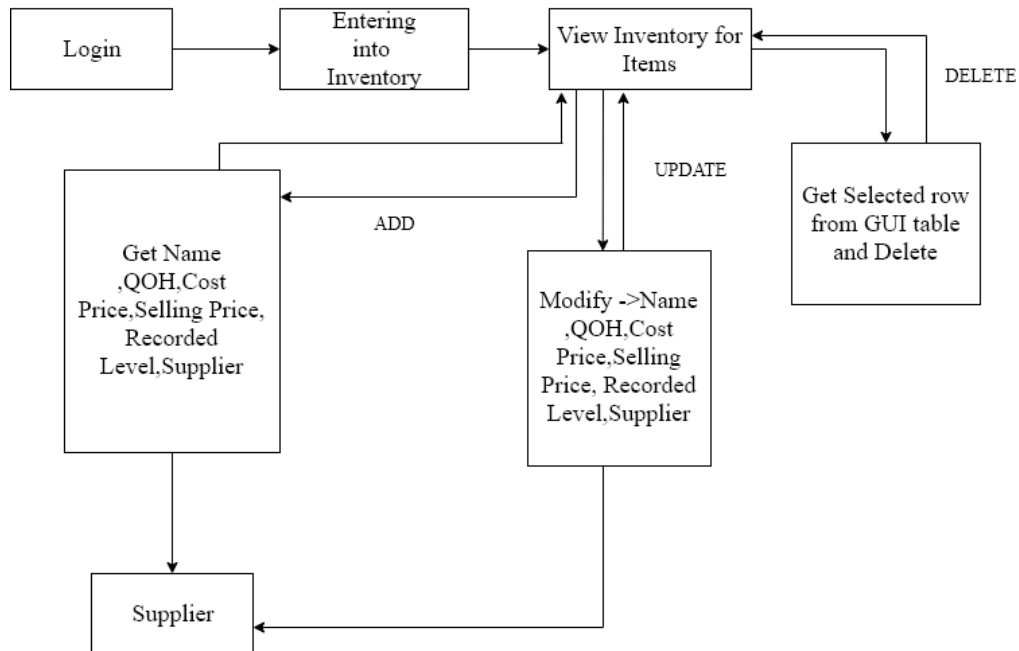 Login
Entering
into
Inventory
View Inventory for
Items
DELETE
UPDATE
ADD
Get Selected row
from GUI table
and Delete
Get Name
,QOH,Cost
Price,Selling Price,
Recorded
Level,Supplier
Modify ->Name
,QOH,Cost
Price,Selling
Price, Recorded
Level,Supplier
Supplier